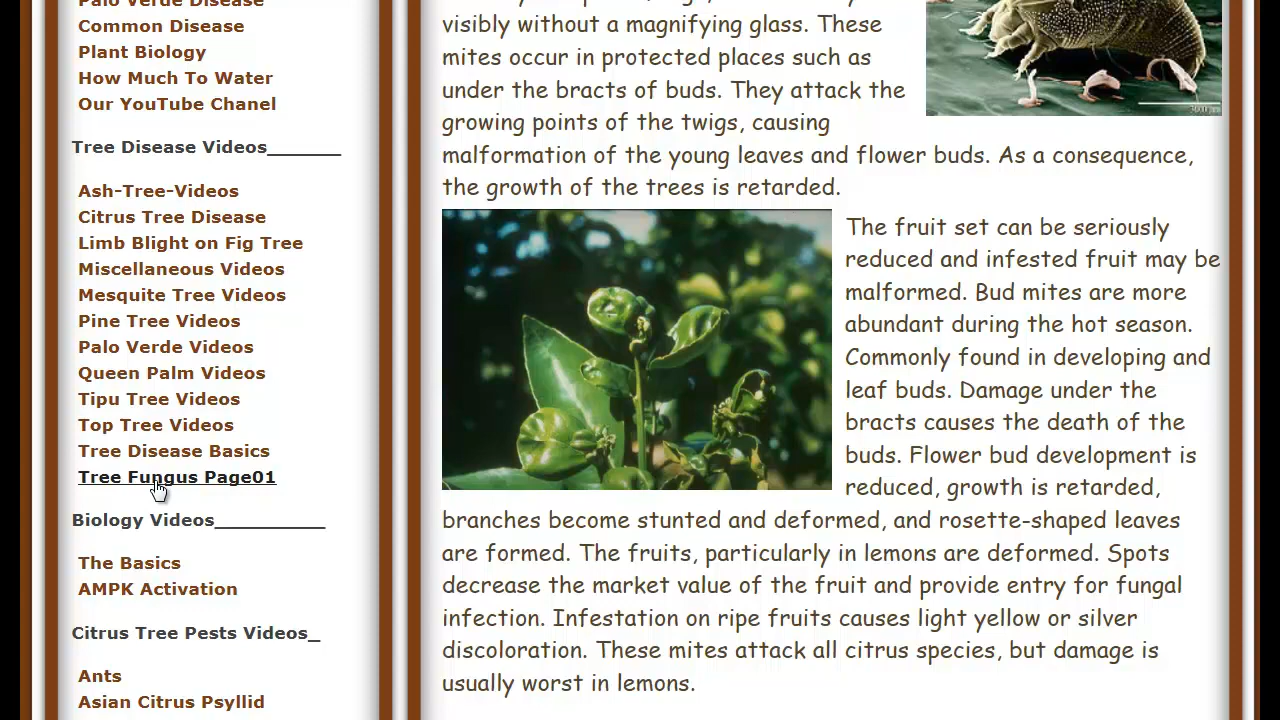 Palo Verde Disease
Common Disease
Plant Biology
How Much To Water
Our YouTube Chanel
Tree Disease Videos______
Ash-Tree-Videos
Citrus Tree Disease
Limb Blight on Fig Tree
Miscellaneous Videos
Mesquite Tree Videos
Pine Tree Videos
Palo Verde Videos
Queen Palm Videos
Tipu Tree Videos
Top Tree Videos
Tree Disease Basics
Tree Fungus Page01
Biology Videos_________
The Basics
AMPK Activation
Citrus Tree Pests Videos_
Ants
Asian Citrus Psyllid
visibly without a magnifying glass. These
mites occur in protected places such as
under the bracts of buds. They attack the
growing points of the twigs, causing
malformation of the young leaves and flower buds. As a consequence,
the growth of the trees is retarded.
The fruit set can be seriously
reduced and infested fruit may be
malformed. Bud mites are more
abundant during the hot season.
Commonly found in developing and
leaf buds. Damage under the
bracts causes the death of the
buds. Flower bud development is
reduced, growth is retarded,
branches become stunted and deformed, and rosette-shaped leaves
are formed. The fruits, particularly in lemons are deformed. Spots
decrease the market value of the fruit and provide entry for fungal
infection. Infestation on ripe fruits causes light yellow or silver
discoloration. These mites attack all citrus species, but damage is
usually worst in lemons.